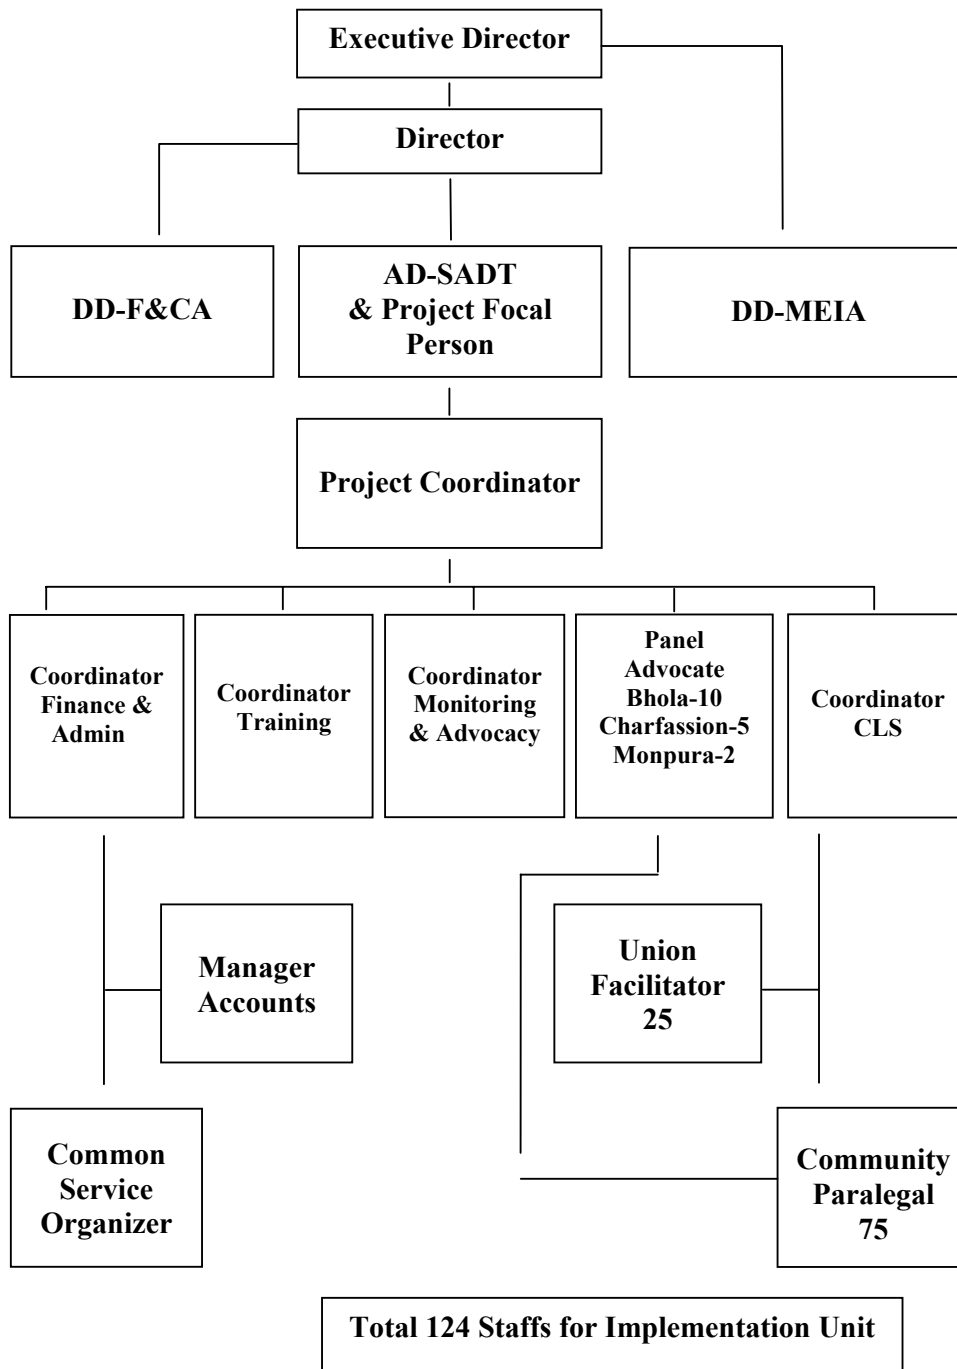 Executive Director
Director
DD-F&CA
AD-SADT
& Project Focal
Person
DD-MEIA
Project Coordinator
Coordinator
Finance &
Admin
Coordinator
Training
Coordinator
Monitoring
& Advocacy
Panel
Advocate
Bhola-10
Charfassion-5
Monpura-2
Coordinator
CLS
Manager
Accounts
Union
Facilitator
25
Common
Service
Organizer
Community
Paralegal
75
Total 124 Staffs for Implementation Unit